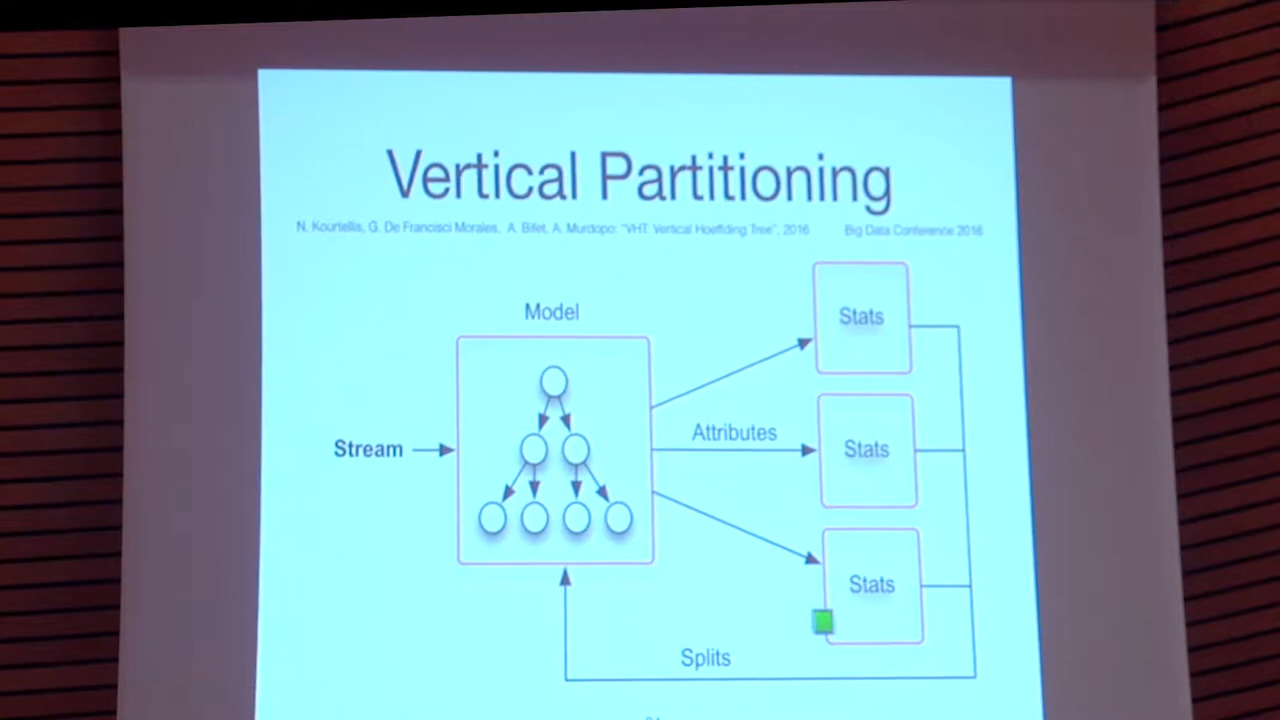 Vertical Partitioning
N. Kourtellis, G. De Francisci Morales, A. Bifet, A. Murdopo: "VHT: Vertical Hoeffding Tree", 2016 Big Data Conference 2016
Model
Stats
Stream
Attributes
Stats
Stats
Splits